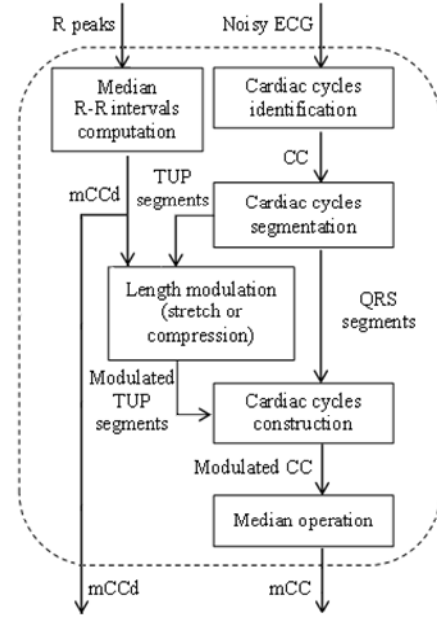 R peaks
Noisy ECG
Median
R-R intervals
computation
Cardiac cycles
identification
CC
mCCd
TUP
segments
Cardiac cycles
segmentation
Length modulation
(stretch or
compression)
QRS
segments
Modulated
TUP
segments
Cardiac cycles
construction
Modulated CC
Median operation
mCCd
mCC